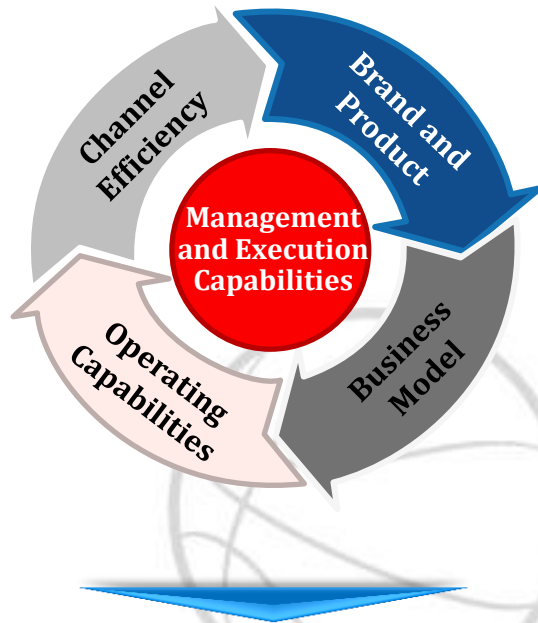 Channel
Efficiency
Brand and
Product
Management
and Execution
Capabilities
Operating
Capabilities
Business
Model